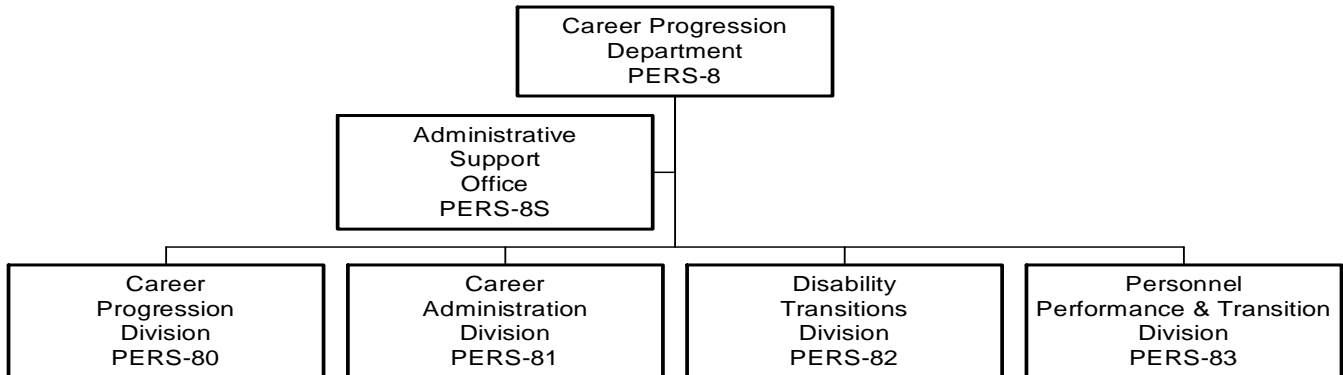 Career Progression
Department
PERS-8
Administrative
Support
Office
PERS-8S
Career
Progression
Division
PERS-80
Career
Administration
Division
PERS-81
Disability
Transitions
Division
PERS-82
Personnel
Performance & Transition
Division
PERS-83